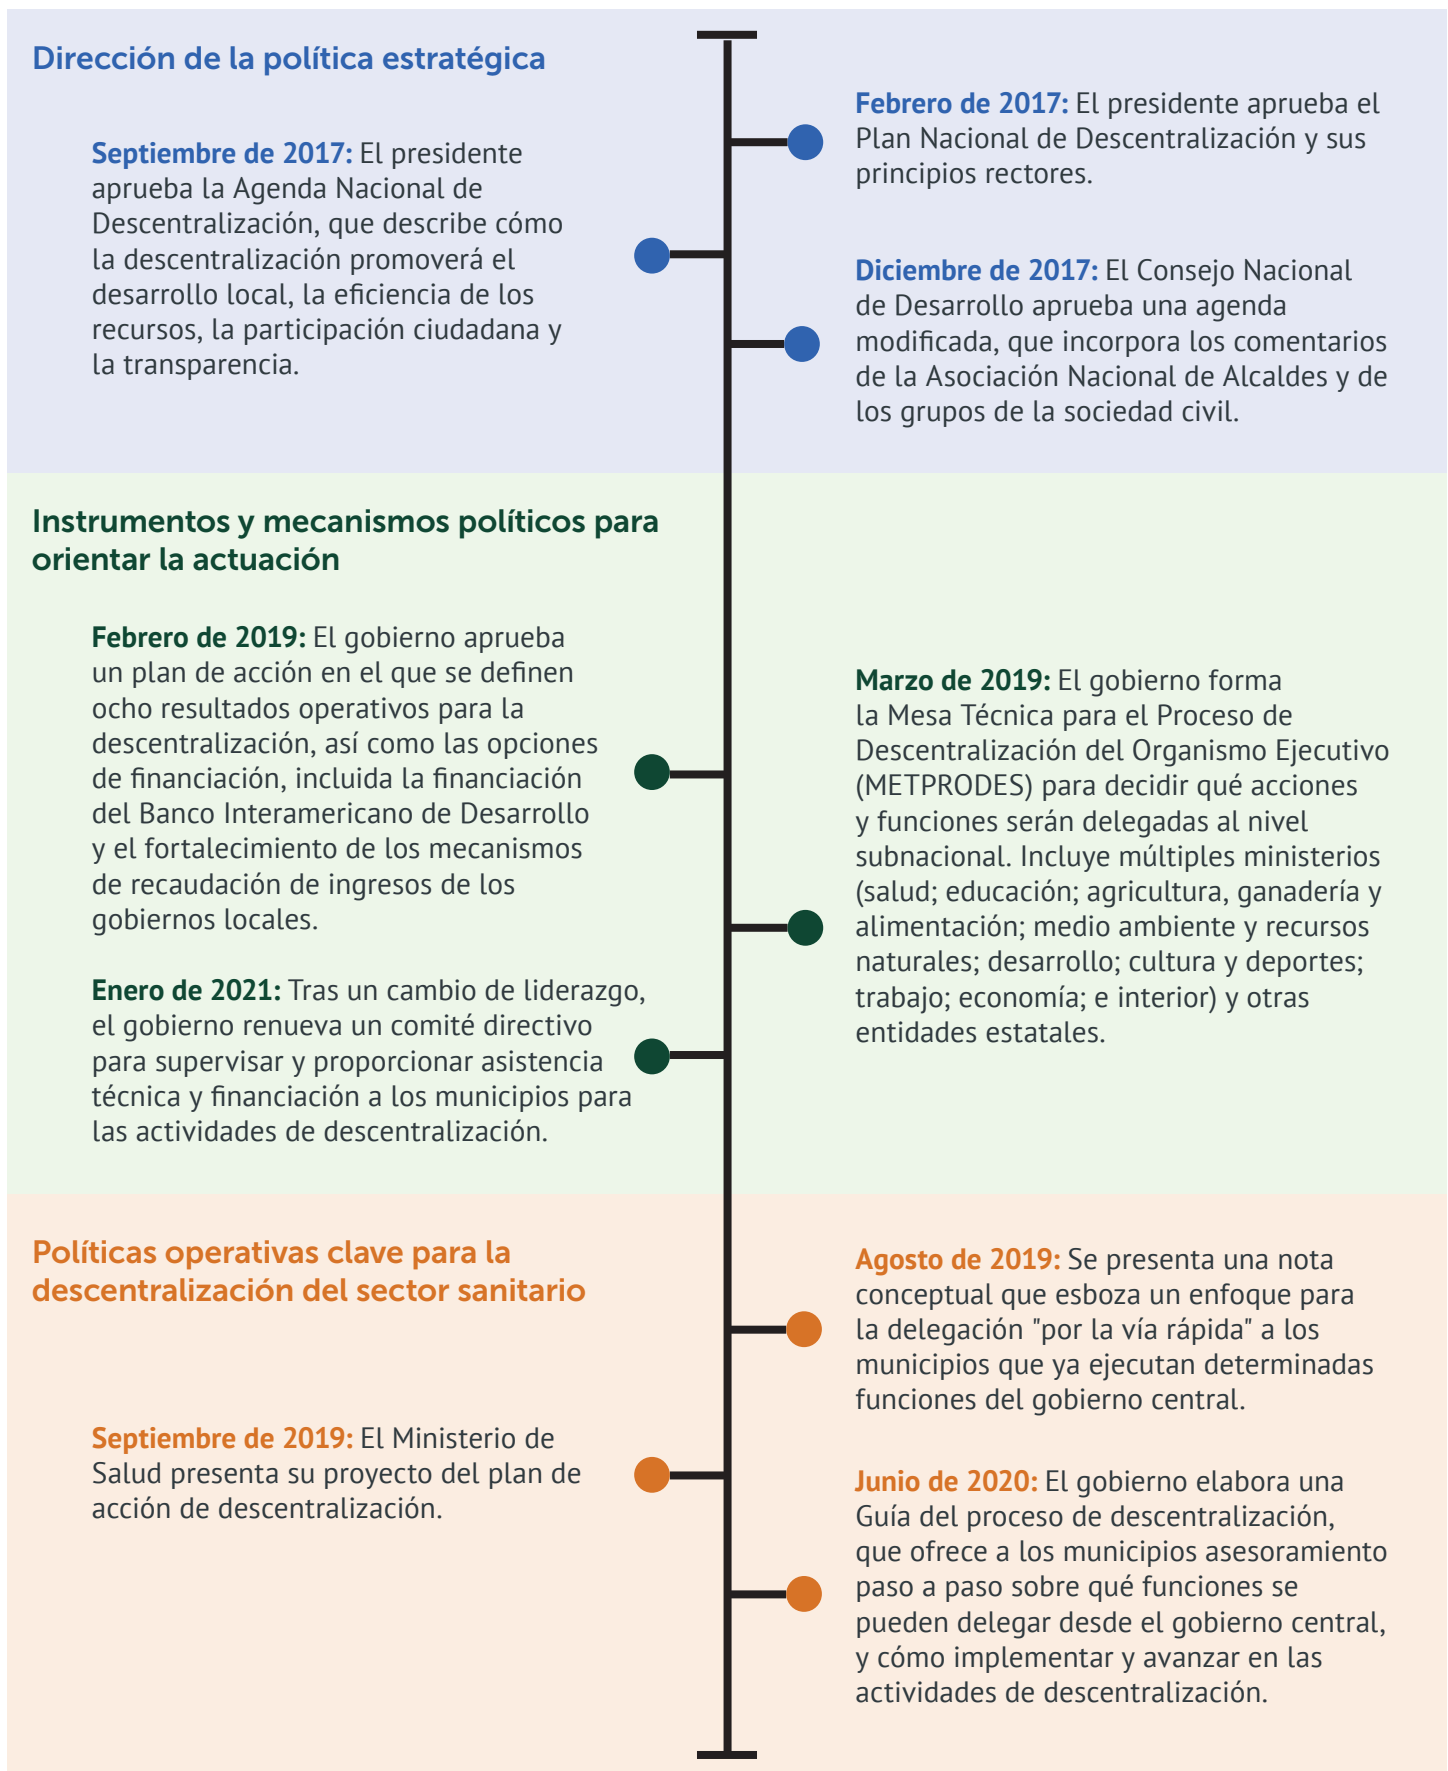 Dirección de la política estratégica
Febrero de 2017: El presidente aprueba el
Plan Nacional de Descentralización y sus
principios rectores.
Septiembre de 2017: El presidente
aprueba la Agenda Nacional de
Descentralización, que describe cómo
la descentralización promoverá el
desarrollo local, la eficiencia de los
recursos, la participación ciudadana y
la transparencia.
Diciembre de 2017: El Consejo Nacional
de Desarrollo aprueba una agenda
modificada, que incorpora los comentarios
de la Asociación Nacional de Alcaldes y de
los grupos de la sociedad civil.
Instrumentos y mecanismos políticos para
orientar la actuación
Febrero de 2019: El gobierno aprueba
un plan de acción en el que se definen
ocho resultados operativos para la
descentralización, así como las opciones
de financiación, incluida la financiación
del Banco Interamericano de Desarrollo
y el fortalecimiento de los mecanismos
de recaudación de ingresos de los
gobiernos locales.
Marzo de 2019: El gobierno forma
la Mesa Técnica para el Proceso de
Descentralización del Organismo Ejecutivo
(METPRODES) para decidir qué acciones
y funciones serán delegadas al nivel
subnacional. Incluye múltiples ministerios
(salud; educación; agricultura, ganadería y
alimentación; medio ambiente y recursos
naturales; desarrollo; cultura y deportes;
trabajo; economía; e interior) y otras
entidades estatales.
Enero de 2021: Tras un cambio de liderazgo,
el gobierno renueva un comité directivo
para supervisar y proporcionar asistencia
técnica y financiación a los municipios para
las actividades de descentralización.
Políticas operativas clave para la
descentralización del sector sanitario
Agosto de 2019: Se presenta una nota
conceptual que esboza un enfoque para
la delegación "por la vía rápida" a los
municipios que ya ejecutan determinadas
funciones del gobierno central.
Septiembre de 2019: El Ministerio de
Salud presenta su proyecto del plan de
acción de descentralización.
Junio de 2020: El gobierno elabora una
Guía del proceso de descentralización,
que ofrece a los municipios asesoramiento
paso a paso sobre qué funciones se
pueden delegar desde el gobierno central,
y cómo implementar y avanzar en las
actividades de descentralización.